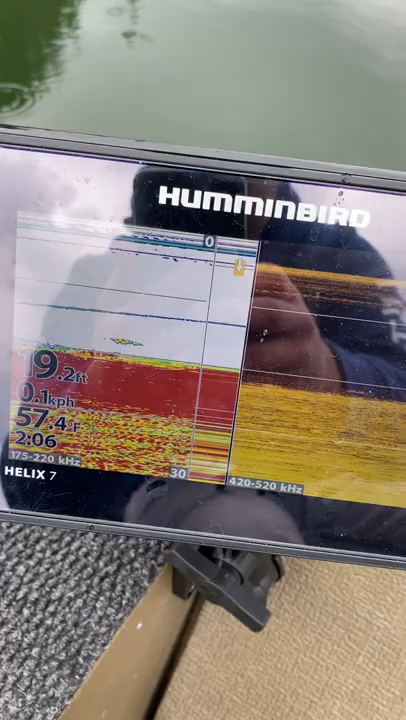 HUMMINBIRD
0
19.2ft
0.1kph
57.4°F
2:06
175-220 kHz
30
420-520 kHz
HELIX 7